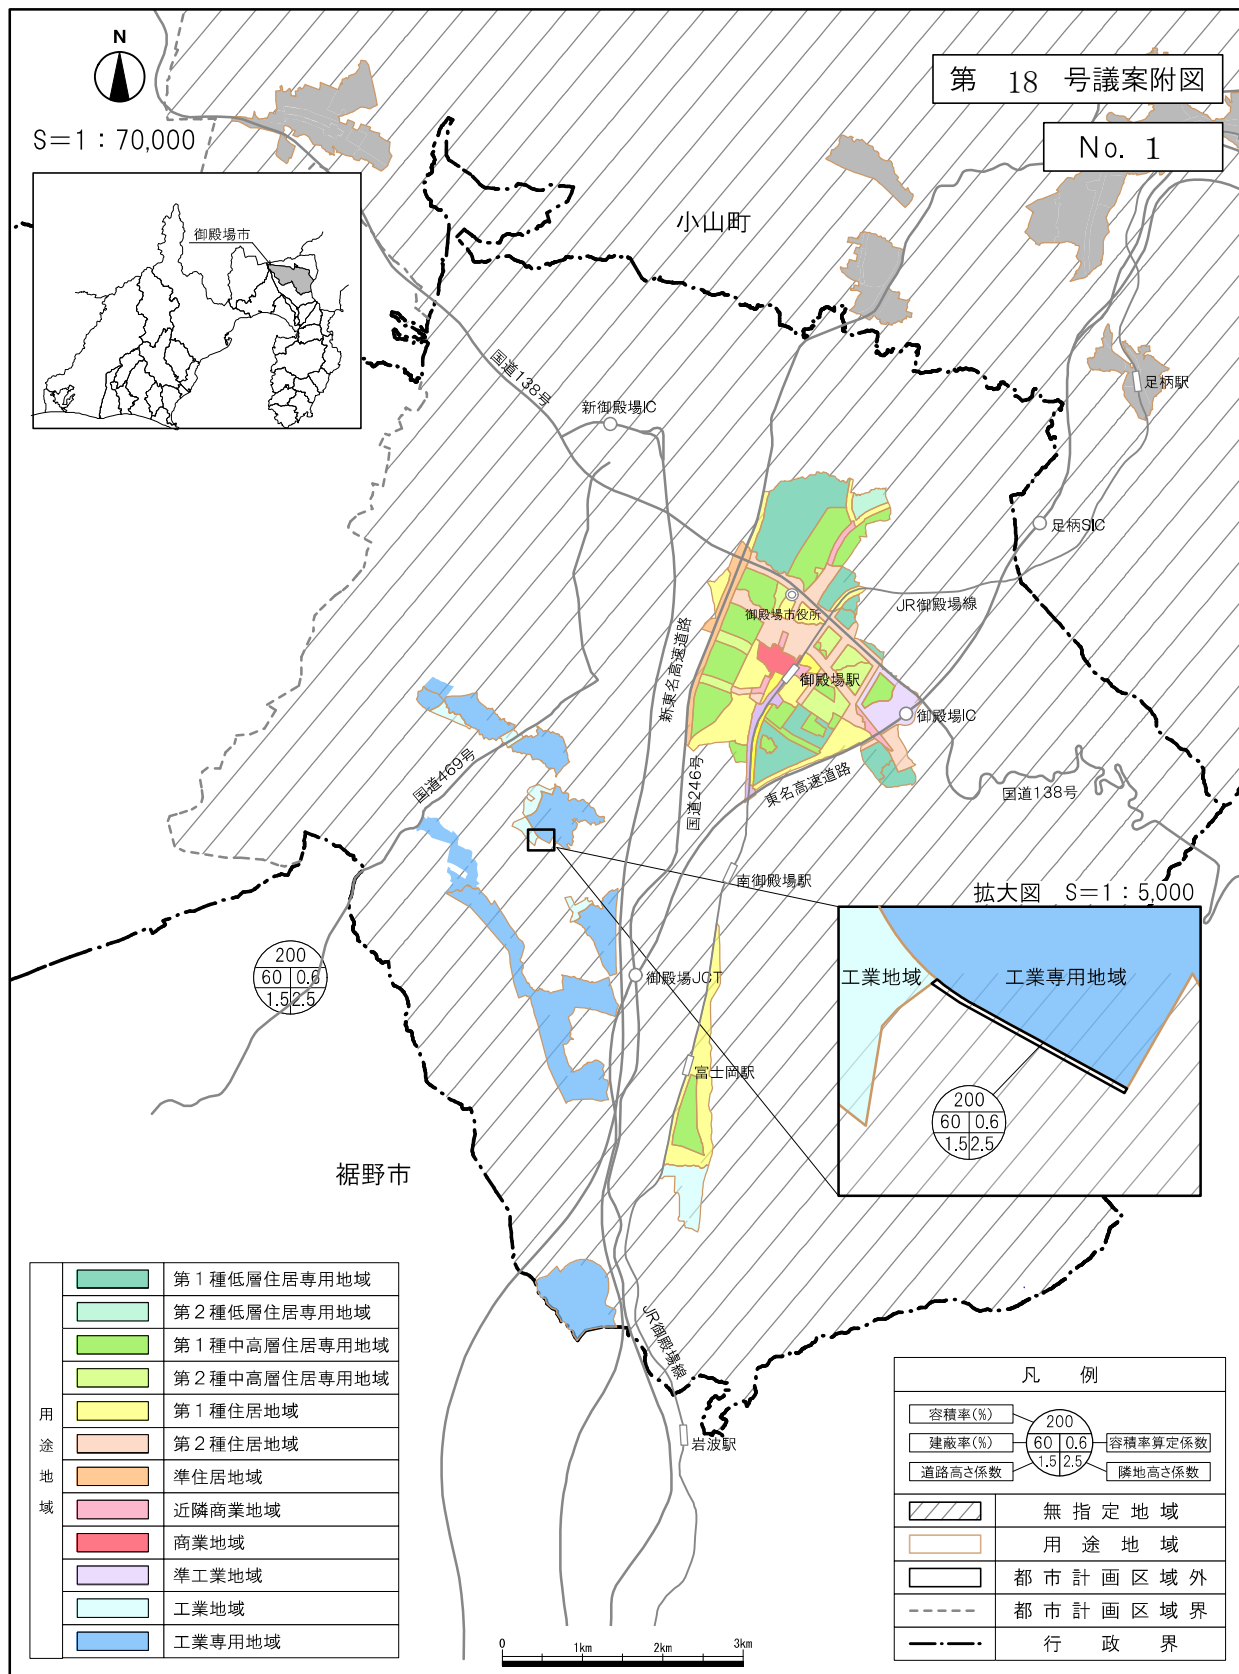 N
S＝1：70,000
第 18 号議案附図
No. 1
御殿場市
小山町
国道138号
新御殿場IC
足柄駅
足柄SIC
JR御殿場線
御殿場市役所
新東名高速道路
御殿場駅
御殿場IC
国道469号
国道246号
東名高速道路
国道138号
南御殿場駅
拡大図 S＝1：5,000
工業地域
工業専用地域
200
60 0.6
1.5 2.5
御殿場JCT
富士岡駅
200
60 0.6
1.5 2.5
裾野市
JR御殿場線
岩波駅
用途地域
第１種低層住居専用地域
第２種低層住居専用地域
第１種中高層住居専用地域
第２種中高層住居専用地域
第１種住居地域
第２種住居地域
準住居地域
近隣商業地域
商業地域
準工業地域
工業地域
工業専用地域
凡 例
容積率(%)
200
建蔽率(%)
60 0.6
容積率算定係数
道路高さ係数
1.5 2.5
隣地高さ係数
無指定地域
用途地域
都市計画区域外
都市計画区域界
行政界
0 1km 2km 3km